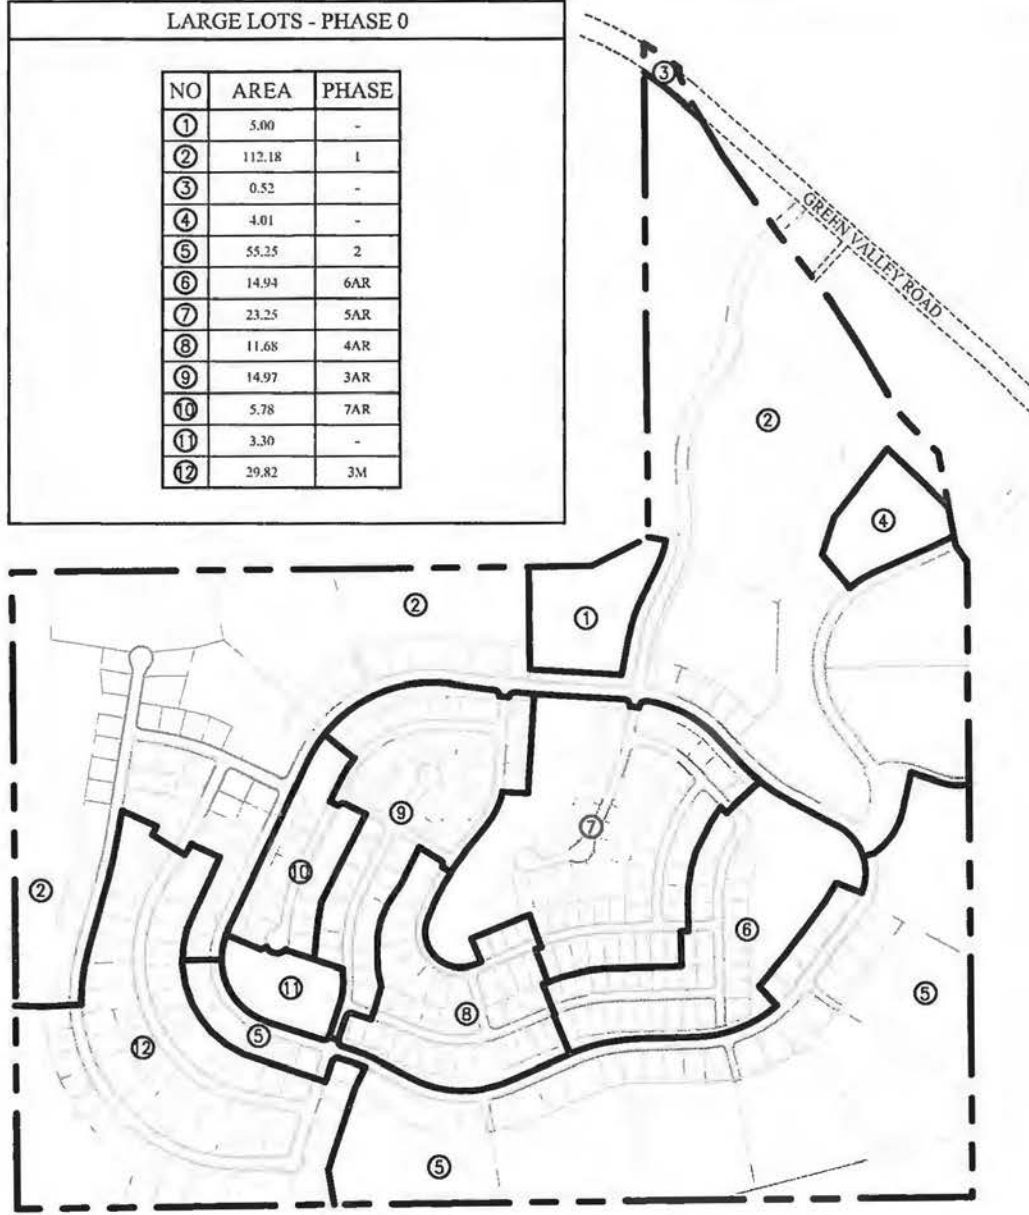 LARGE LOTS - PHASE 0
NO AREA PHASE
1 5.00 -
2 112.18 1
3 0.52 -
4 4.01 -
5 55.25 2
6 14.94 6AR
7 23.25 5AR
8 11.68 4AR
9 14.97 3AR
10 5.78 7AR
11 3.30 -
12 29.82 3M
3
GREEN VALLEY ROAD
2
4
2
1
9
7
10
2
6
11
5
8
5
12
5